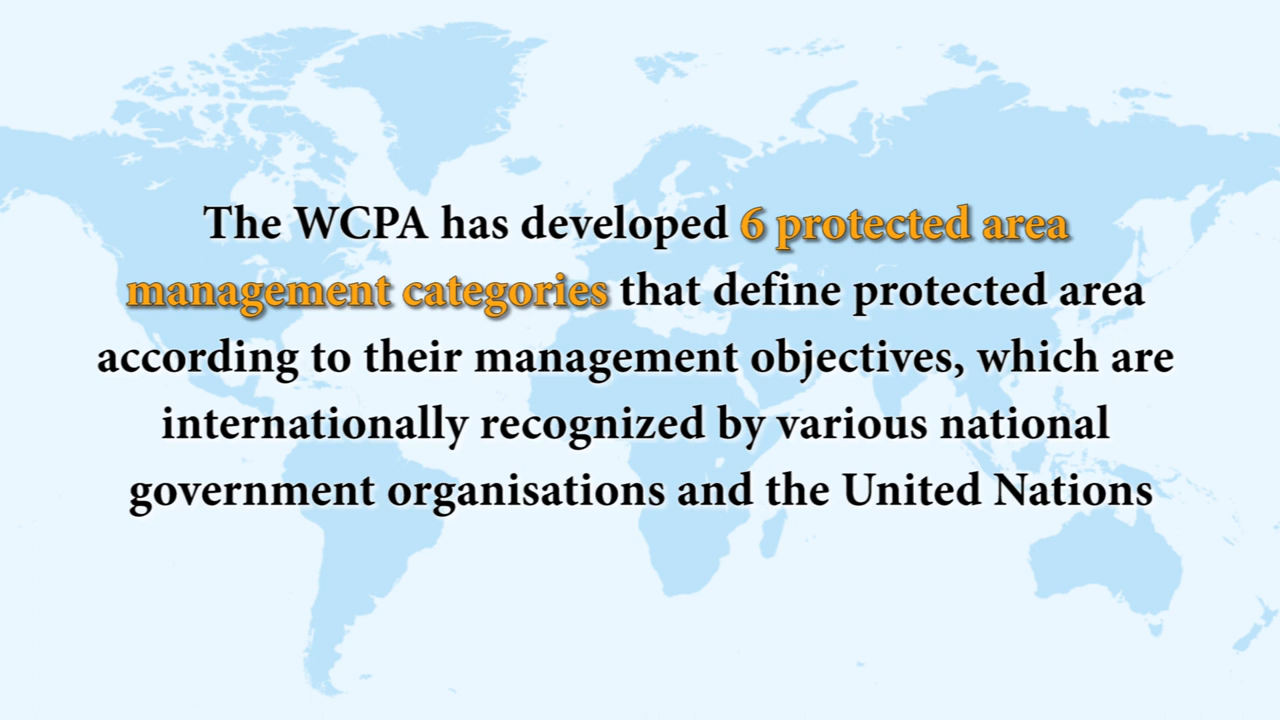 The WCPA has developed 6 protected area
management categories that define protected area
according to their management objectives, which are
internationally recognized by various national
government organisations and the United Nations